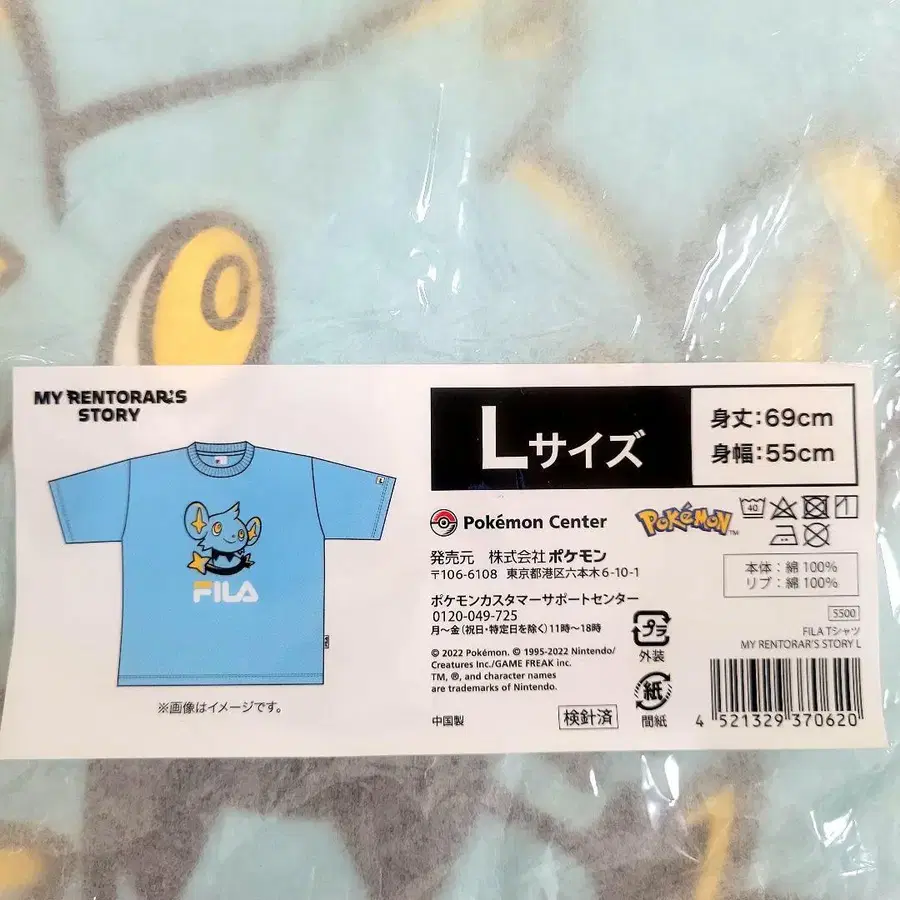 MY RENTORAR'S
STORY
FILA
※画像はイメージです。
Lサイズ
身丈:69cm
身幅:55cm
Pokémon Center
Pokémon™
40
発売元　株式会社ポケモン
〒106-6108　東京都港区六本木6-10-1
ポケモンカスタマーサポートセンター
0120-049-725
月〜金(祝日・特定日を除く)11時〜18時
© 2022 Pokémon. © 1995-2022 Nintendo/
Creatures Inc./GAME FREAK inc.
TM, ®, and character names
are trademarks of Nintendo.
中国製
検針済
プラ
外装
紙
間紙
本体:綿 100%
リブ:綿 100%
5500
FILA Tシャツ
MY RENTORAR'S STORY L
4 521329 370620